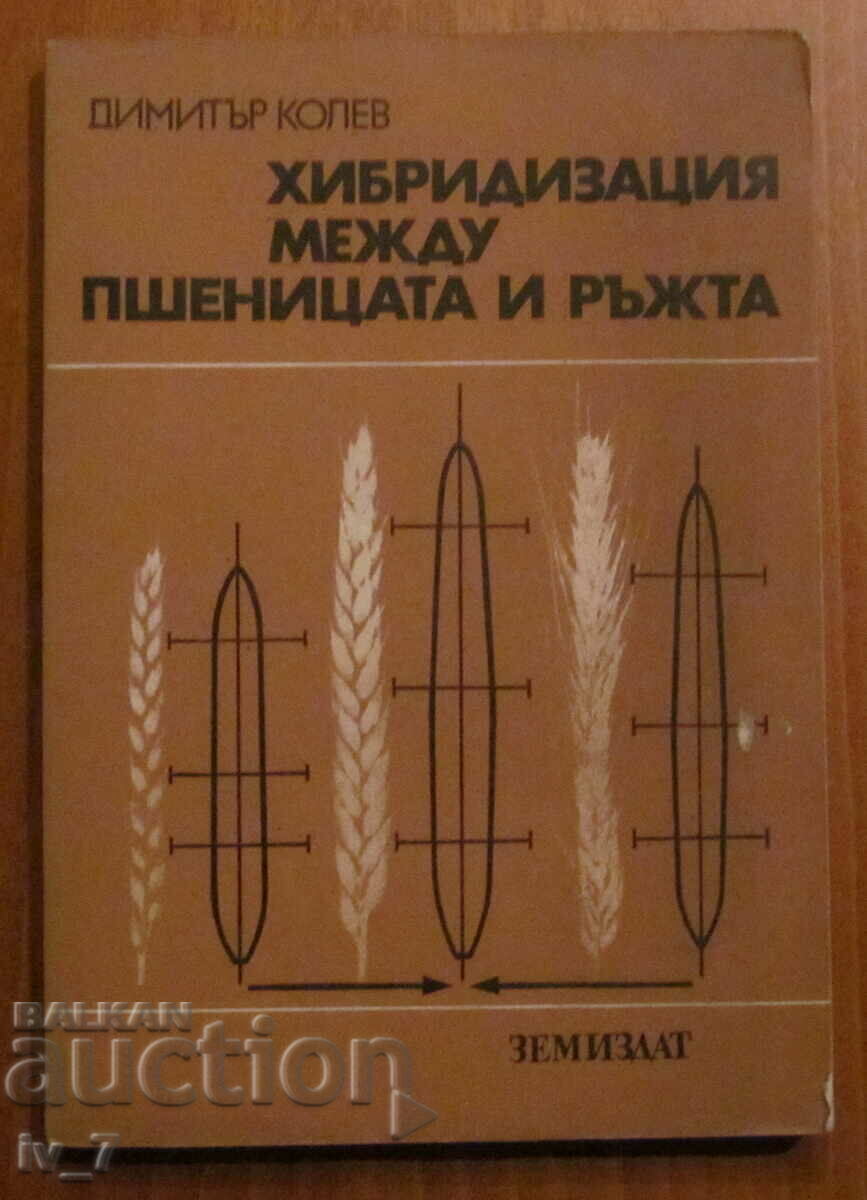 ДИМИТЪР КОЛЕВ
ХИБРИДИЗАЦИЯ
МЕЖДУ
ПШЕНИЦАТА И РЪЖТА
ЗЕМИЗДАТ
BALKAN
auction
iv_7